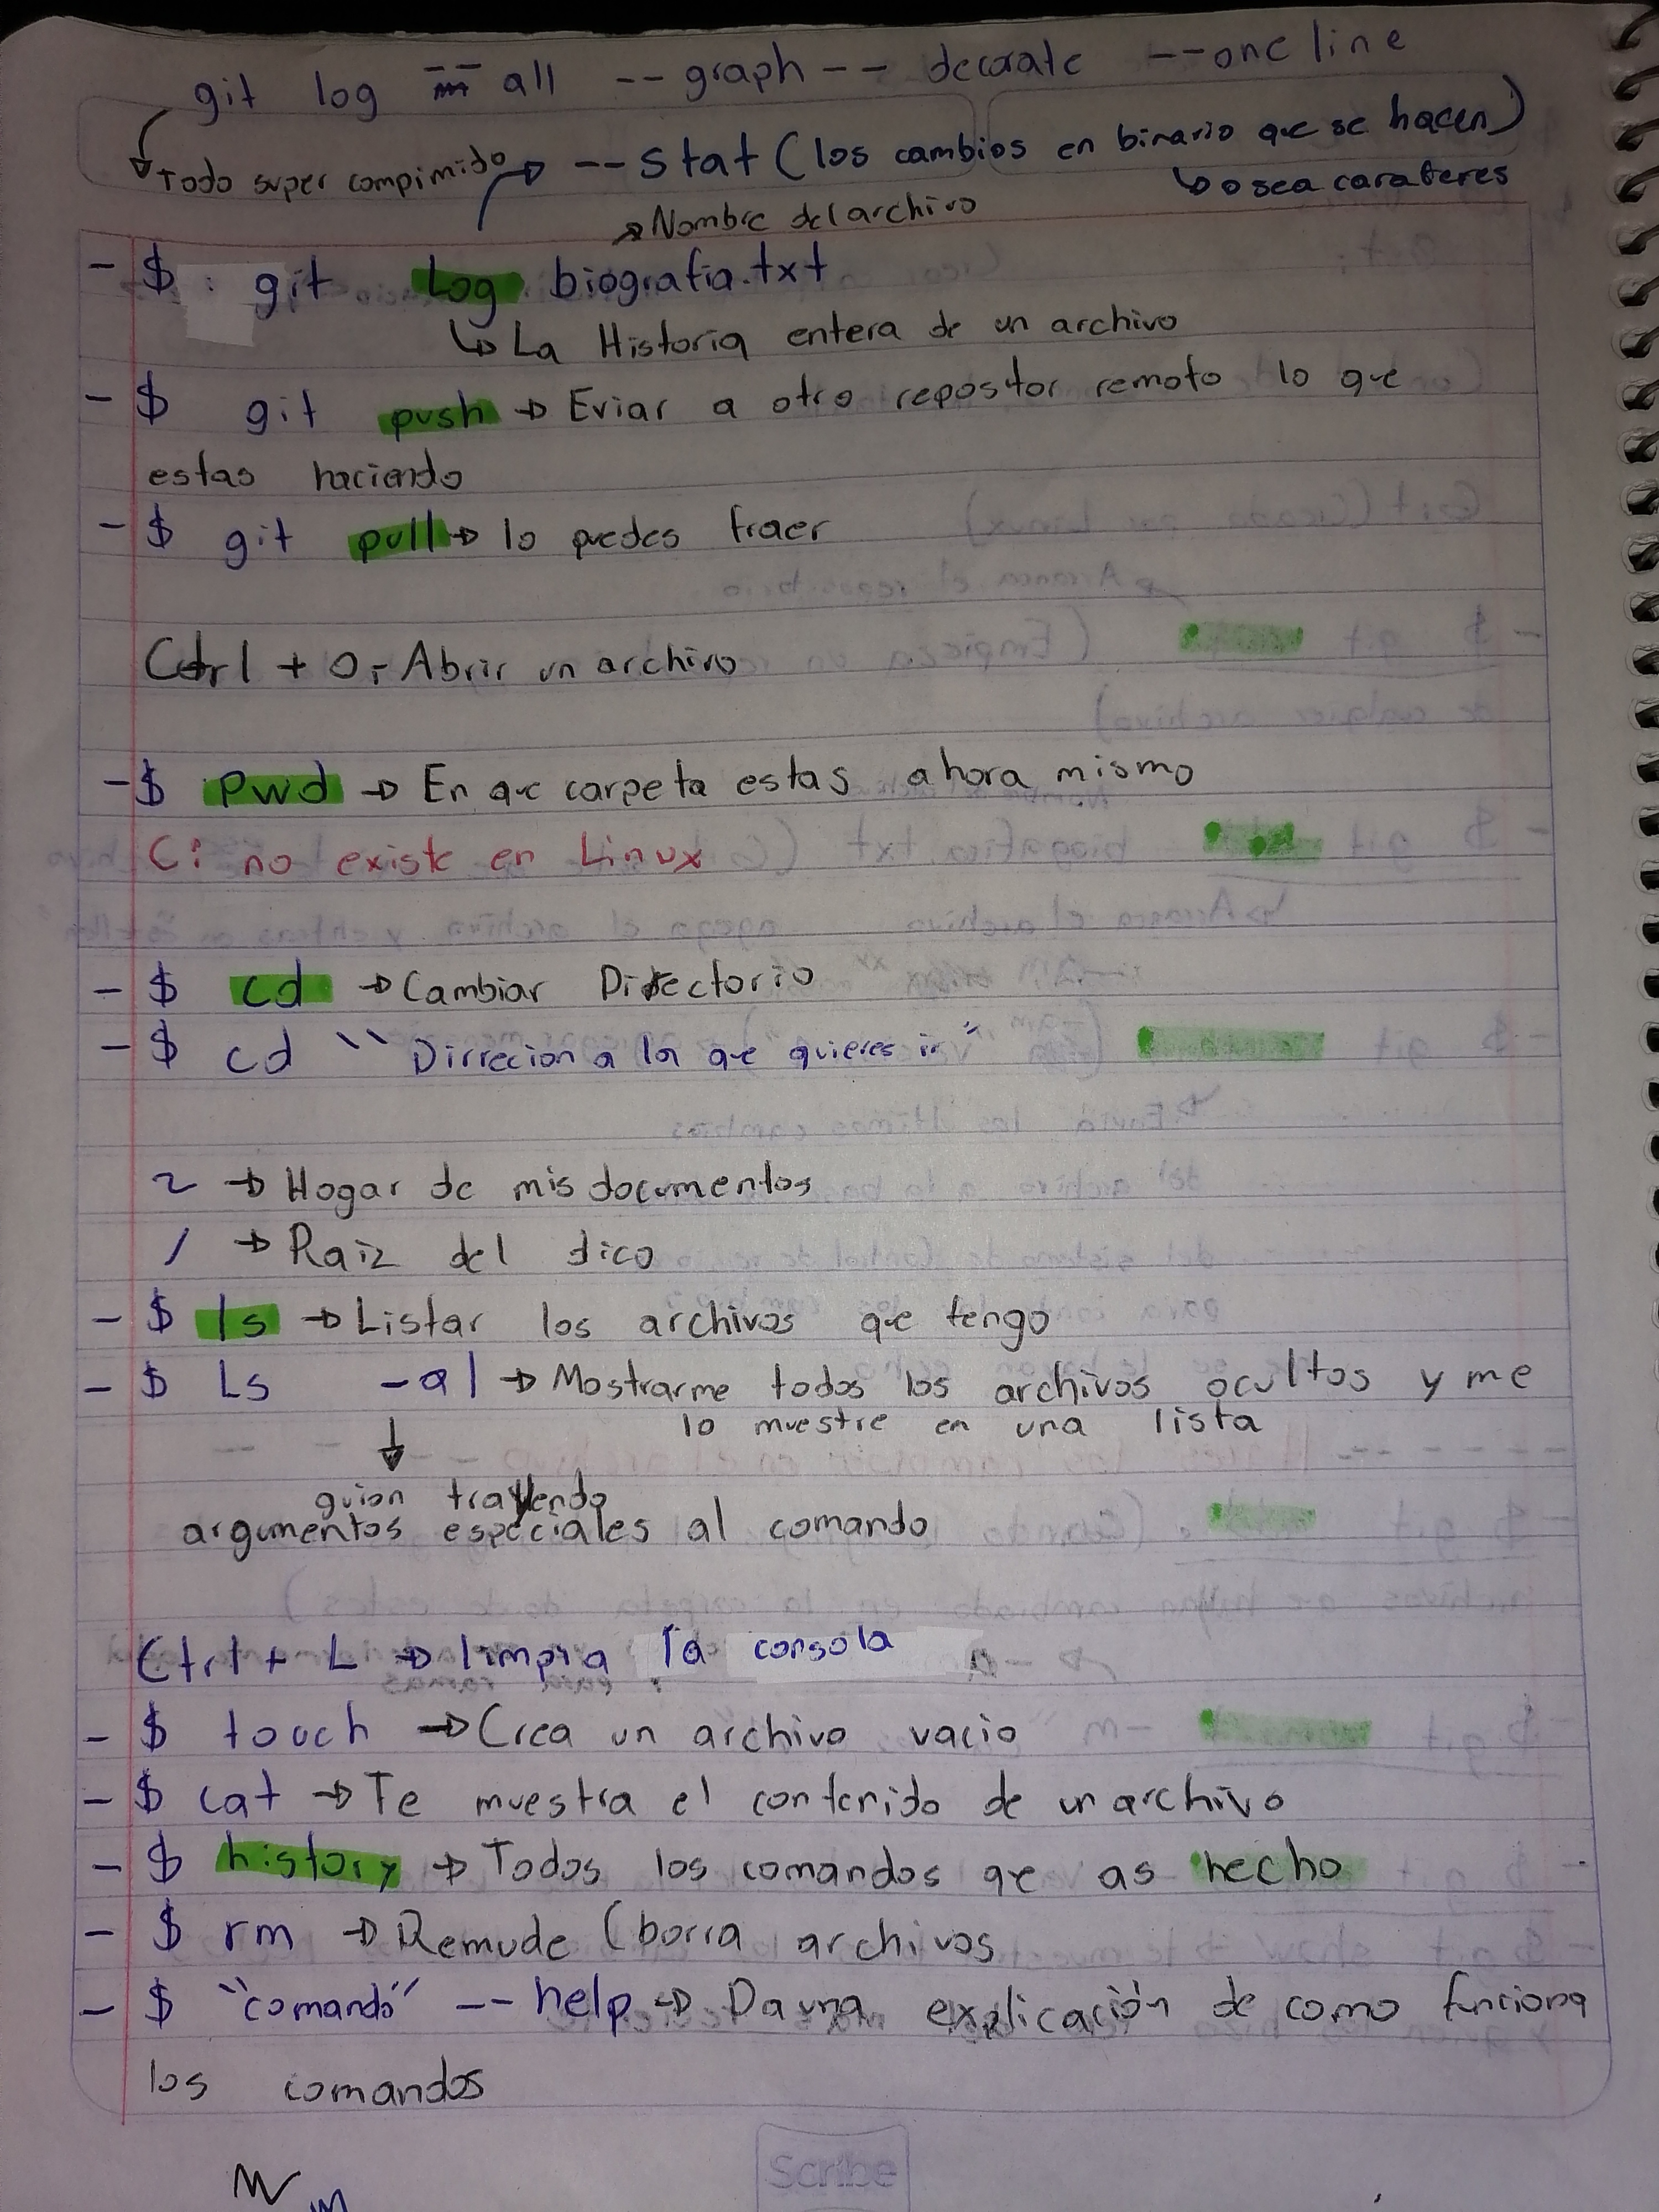 git log -- all --graph -- decorate --one line
Todo super compimido --stat (los cambios en binario que se hacen)
osea carateres
Nombre del archivo
- $ : git Log biografia.txt
La Historia entera de un archivo
- $ git push → Eviar a otro repositor remoto lo que
estas haciendo
- $ git pull → lo puedes traer
Ctrl + O:- Abrir un archivo
- $ pwd → En que carpeta estas ahora mismo
C: no existe en Linux
- $ cd → Cambiar Directorio
- $ cd "Dirrecion a la que quieres ir"
~ → Hogar de mis documentos
/ → Raiz del dico
- $ ls → Listar los archivos que tengo
- $ Ls -al → Mostrarme todos los archivos ocultos y me
lo muestre en una lista
guion trayendo
argumentos especiales al comando
Ctrl + L → limpia la consola
- $ touch → Crea un archivo vacio
- $ cat → Te muestra el contenido de un archivo
- $ history → Todos los comandos que as hecho
- $ rm → Remude (borra archivos
- $ "comando" -- help → Da una explicación de como funciona
los comandos
Scribe